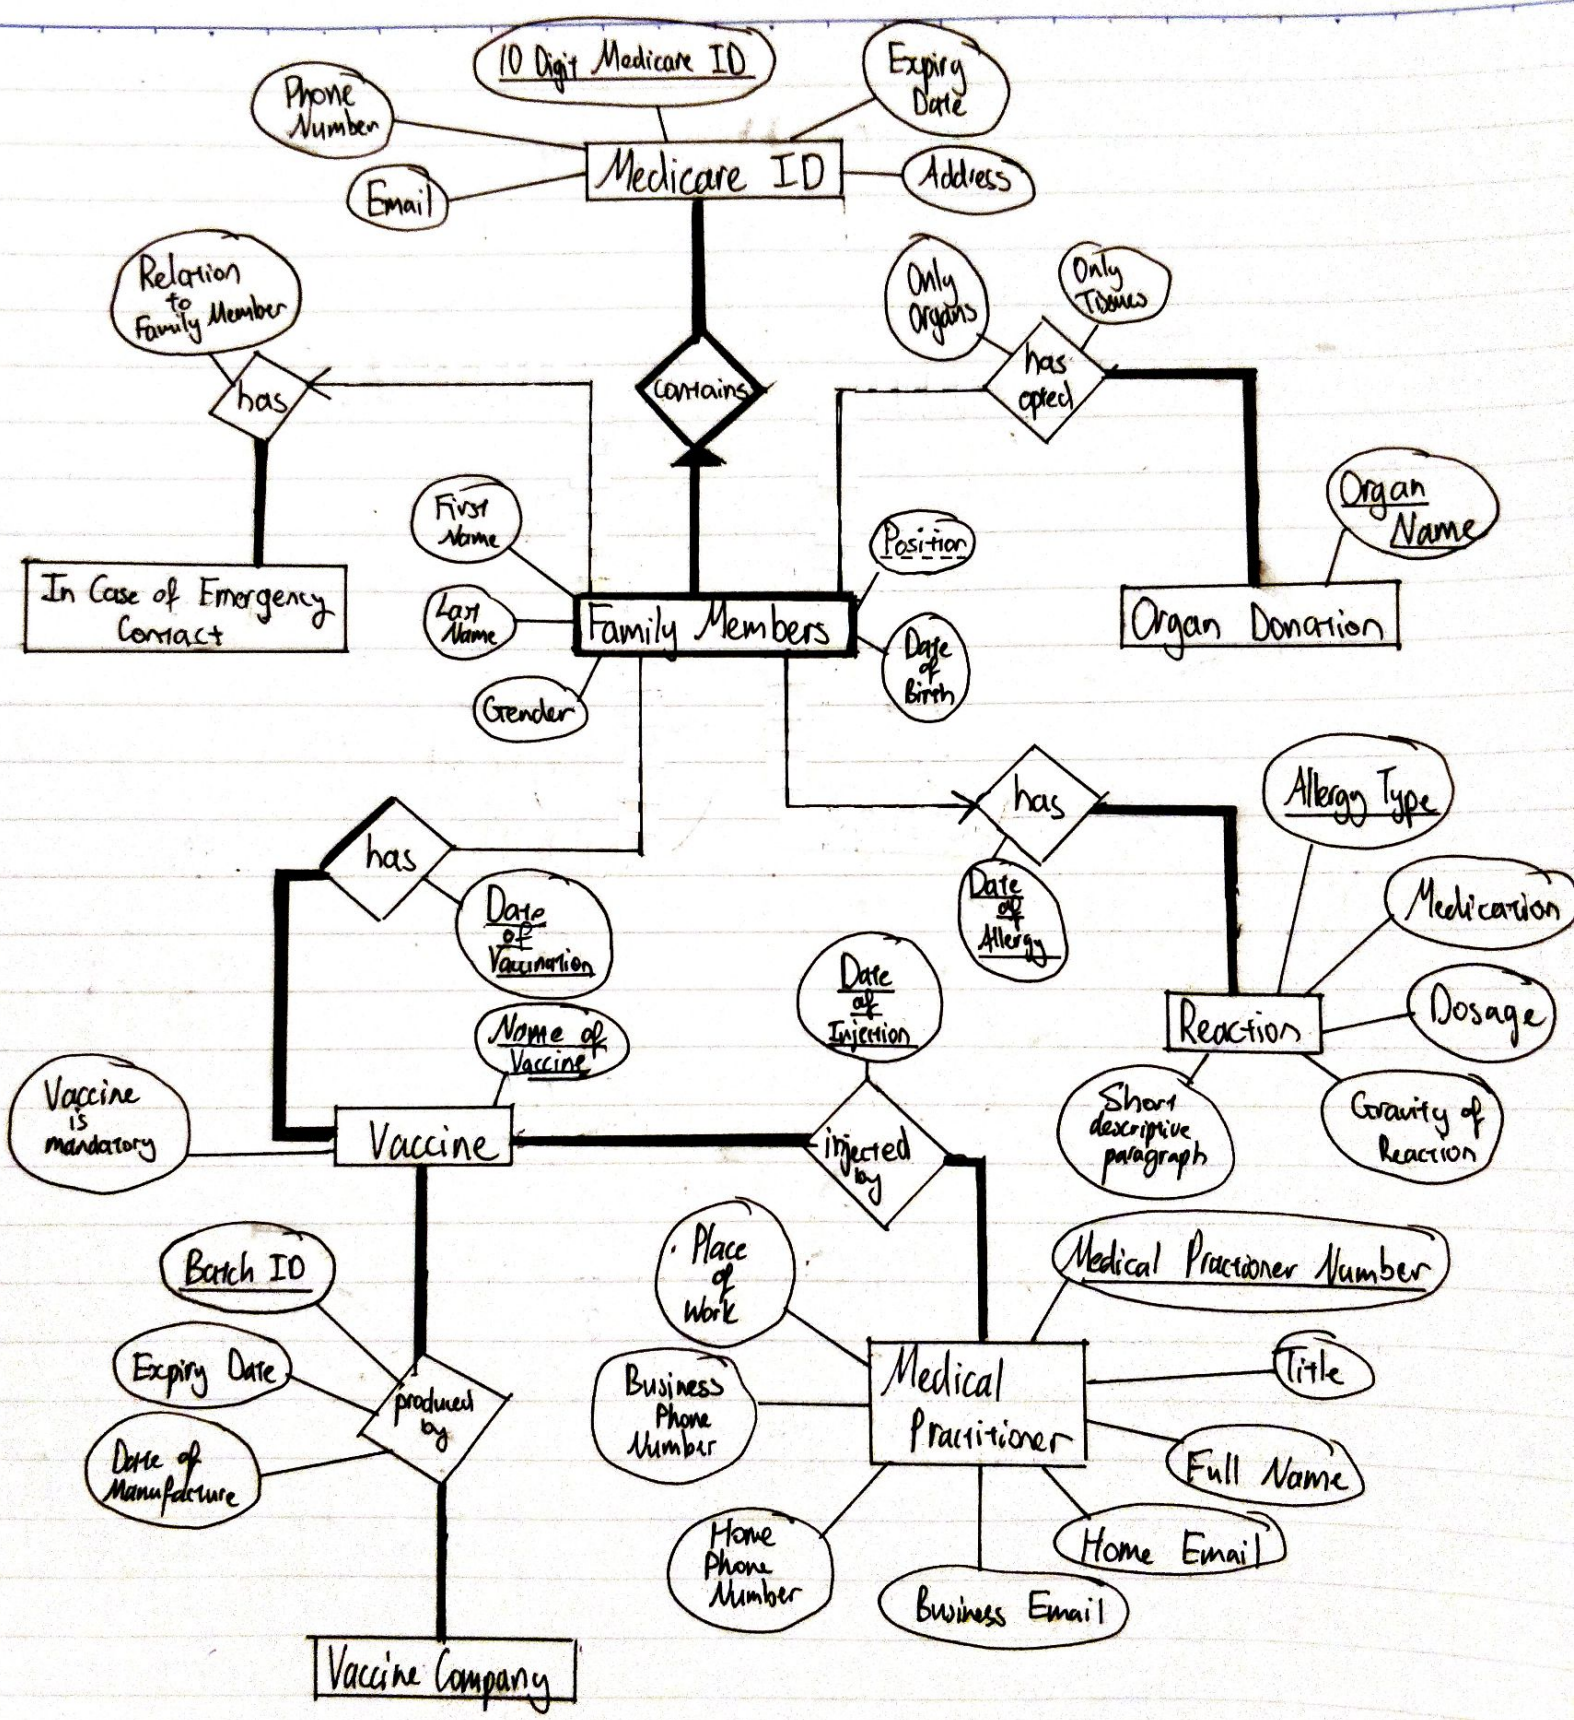 10 Digit Medicare ID
Expiry
Date
Phone
Number
Medicare ID
Address
Email
Relation
to
Family Member
Only
Organs
Only
Tissues
has
contains
has
opted
First
Name
Position
Organ
Name
In Case of Emergency
Contact
Last
Name
Family Members
Date
of
Birth
Organ Donation
Gender
has
has
Allergy Type
Date
of
Vaccination
Date
of
Allergy
Medication
Date
of
Injection
Dosage
Name of
Vaccine
Reaction
Vaccine
is
mandatory
Vaccine
injected
by
Short
descriptive
paragraph
Gravity of
Reaction
Batch ID
Place
of
Work
Medical Practioner Number
Expiry Date
produced
by
Business
Phone
Number
Medical
Practitioner
Title
Date of
Manufacture
Full Name
Home
Phone
Number
Home Email
Business Email
Vaccine Company